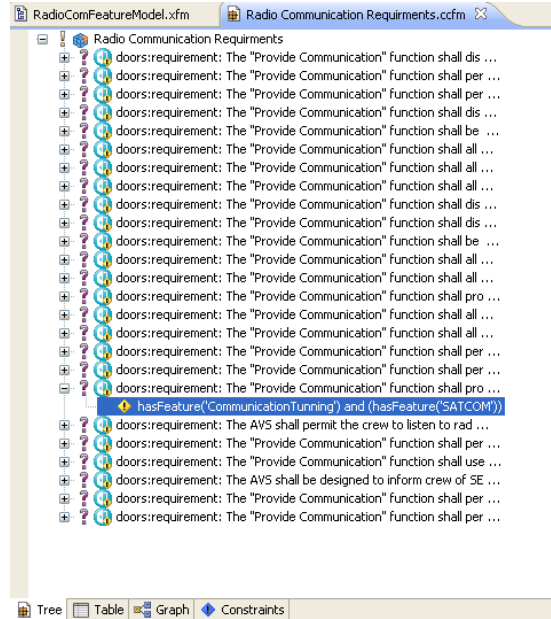 RadioComFeatureModel.xfm Radio Communication Requirments.ccfm
Radio Communication Requirments
doors:requirement: The "Provide Communication" function shall dis ...
doors:requirement: The "Provide Communication" function shall per ...
doors:requirement: The "Provide Communication" function shall per ...
doors:requirement: The "Provide Communication" function shall dis ...
doors:requirement: The "Provide Communication" function shall be ...
doors:requirement: The "Provide Communication" function shall all ...
doors:requirement: The "Provide Communication" function shall all ...
doors:requirement: The "Provide Communication" function shall all ...
doors:requirement: The "Provide Communication" function shall dis ...
doors:requirement: The "Provide Communication" function shall dis ...
doors:requirement: The "Provide Communication" function shall be ...
doors:requirement: The "Provide Communication" function shall all ...
doors:requirement: The "Provide Communication" function shall all ...
doors:requirement: The "Provide Communication" function shall pro ...
doors:requirement: The "Provide Communication" function shall all ...
doors:requirement: The "Provide Communication" function shall all ...
doors:requirement: The "Provide Communication" function shall per ...
doors:requirement: The "Provide Communication" function shall per ...
doors:requirement: The "Provide Communication" function shall pro ...
hasFeature('CommunicationTunning') and (hasFeature('SATCOM'))
doors:requirement: The AVS shall permit the crew to listen to rad ...
doors:requirement: The "Provide Communication" function shall per ...
doors:requirement: The "Provide Communication" function shall use ...
doors:requirement: The AVS shall be designed to inform crew of SE ...
doors:requirement: The "Provide Communication" function shall per ...
doors:requirement: The "Provide Communication" function shall per ...
Tree Table Graph Constraints